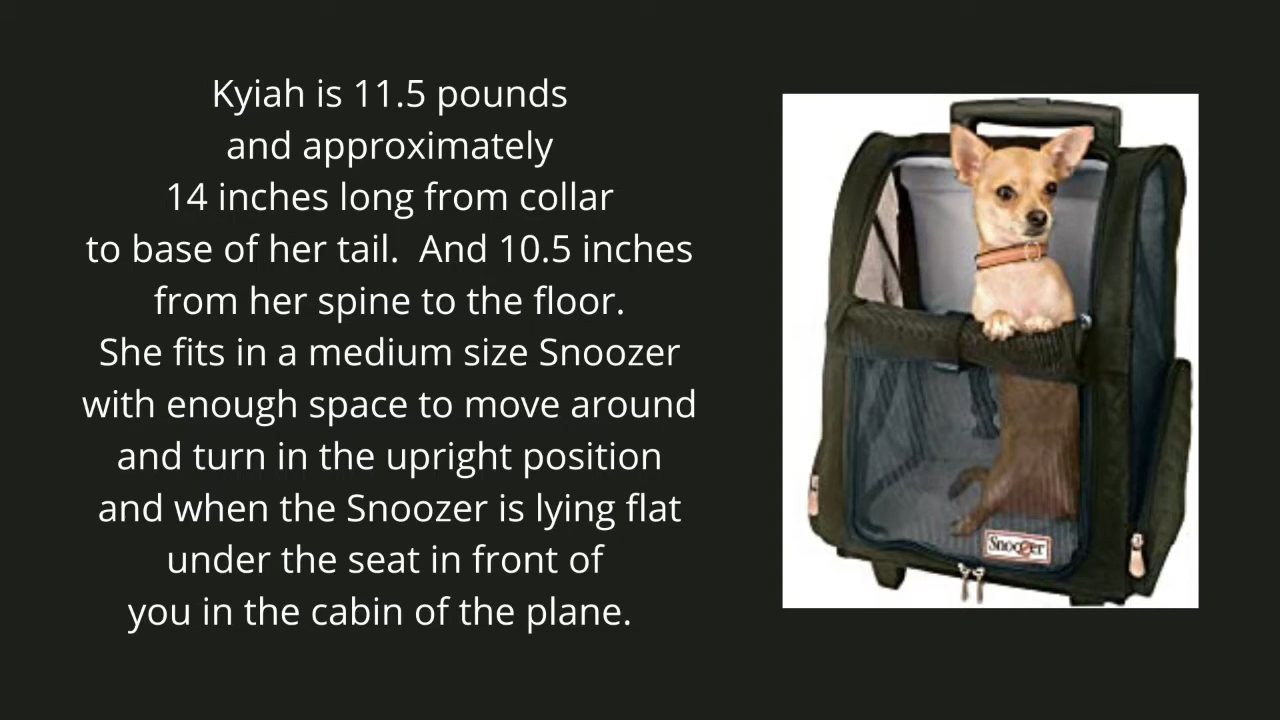 Kyiah is 11.5 pounds
and approximately
14 inches long from collar
to base of her tail.  And 10.5 inches
from her spine to the floor.
She fits in a medium size Snoozer
with enough space to move around
and turn in the upright position
and when the Snoozer is lying flat
under the seat in front of
you in the cabin of the plane.
Snoozer